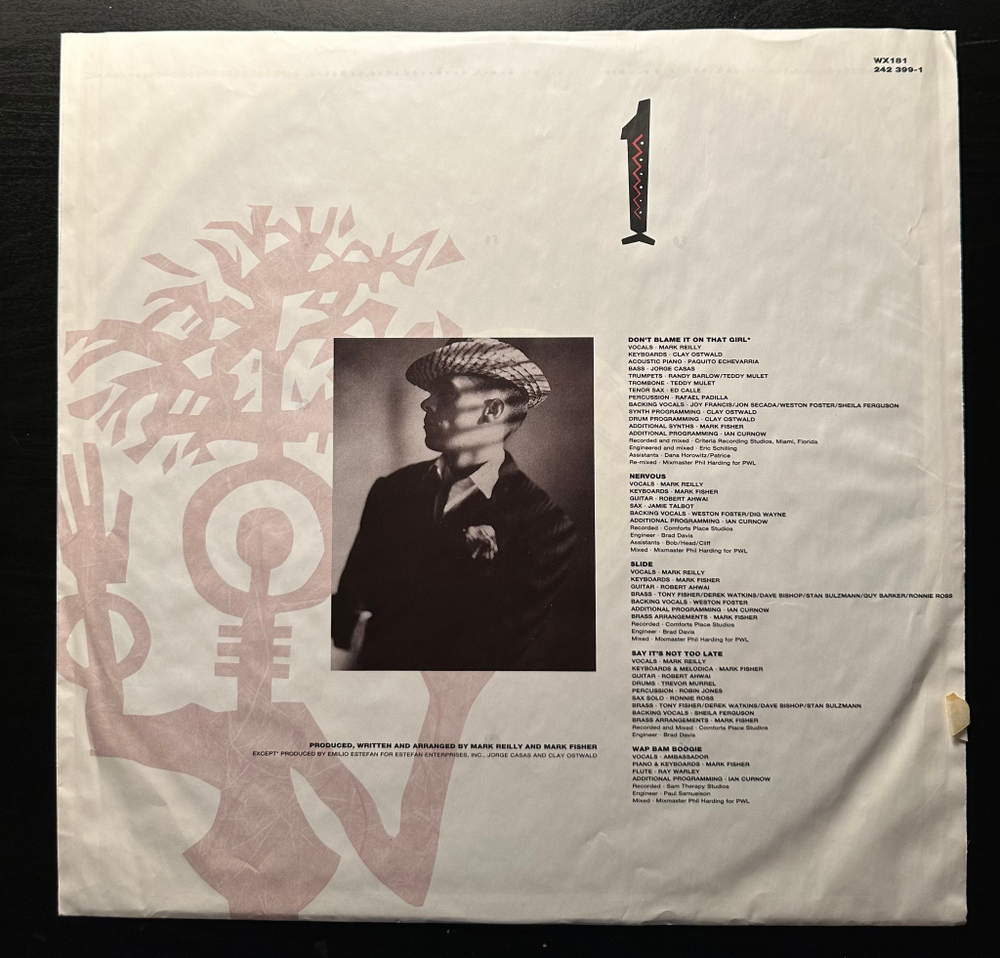 WX181
242 399-1
1
DON'T BLAME IT ON THAT GIRL*
VOCALS · MARK REILLY
KEYBOARDS · CLAY OSTWALD
ACOUSTIC PIANO · PAQUITO ECHEVARRIA
BASS · JORGE CASAS
TRUMPETS · RANDY BARLOW/TEDDY MULET
TROMBONE · TEDDY MULET
TENOR SAX · ED CALLE
PERCUSSION · RAFAEL PADILLA
BACKING VOCALS · JOY FRANCIS/JON SECADA/WESTON FOSTER/SHEILA FERGUSON
SYNTH PROGRAMMING · CLAY OSTWALD
DRUM PROGRAMMING · CLAY OSTWALD
ADDITIONAL SYNTHS · MARK FISHER
ADDITIONAL PROGRAMMING · IAN CURNOW
Recorded and mixed · Criteria Recording Studios, Miami, Florida
Engineered and mixed · Eric Schilling
Assistants · Dana Horowitz/Patrice
Re-mixed · Mixmaster Phil Harding for PWL
NERVOUS
VOCALS · MARK REILLY
KEYBOARDS · MARK FISHER
GUITAR · ROBERT AHWAI
SAX · JAMIE TALBOT
BACKING VOCALS · WESTON FOSTER/DIG WAYNE
ADDITIONAL PROGRAMMING · IAN CURNOW
Recorded · Comforts Place Studios
Engineer · Brad Davis
Assistants · Bob/Head/Cliff
Mixed · Mixmaster Phil Harding for PWL
SLIDE
VOCALS · MARK REILLY
KEYBOARDS · MARK FISHER
GUITAR · ROBERT AHWAI
BRASS · TONY FISHER/DEREK WATKINS/DAVE BISHOP/STAN SULZMANN/GUY BARKER/RONNIE ROSS
BACKING VOCALS · WESTON FOSTER
ADDITIONAL PROGRAMMING · IAN CURNOW
BRASS ARRANGEMENTS · MARK FISHER
Recorded · Comforts Place Studios
Engineer · Brad Davis
Mixed · Mixmaster Phil Harding for PWL
SAY IT'S NOT TOO LATE
VOCALS · MARK REILLY
KEYBOARDS & MELODICA · MARK FISHER
GUITAR · ROBERT AHWAI
DRUMS · TREVOR MURREL
PERCUSSION · ROBIN JONES
SAX SOLO · RONNIE ROSS
BRASS · TONY FISHER/DEREK WATKINS/DAVE BISHOP/STAN SULZMANN
BACKING VOCALS · SHEILA FERGUSON
BRASS ARRANGEMENTS · MARK FISHER
Recorded and Mixed · Comforts Place Studios
Engineer · Brad Davis
WAP BAM BOOGIE
VOCALS · AMBASSADOR
PIANO & KEYBOARDS · MARK FISHER
FLUTE · RAY WARLEY
ADDITIONAL PROGRAMMING · IAN CURNOW
Recorded · Sam Therapy Studios
Engineer · Paul Samuelson
Mixed · Mixmaster Phil Harding for PWL
PRODUCED, WRITTEN AND ARRANGED BY MARK REILLY AND MARK FISHER
EXCEPT* PRODUCED BY EMILIO ESTEFAN FOR ESTEFAN ENTERPRISES, INC., JORGE CASAS AND CLAY OSTWALD